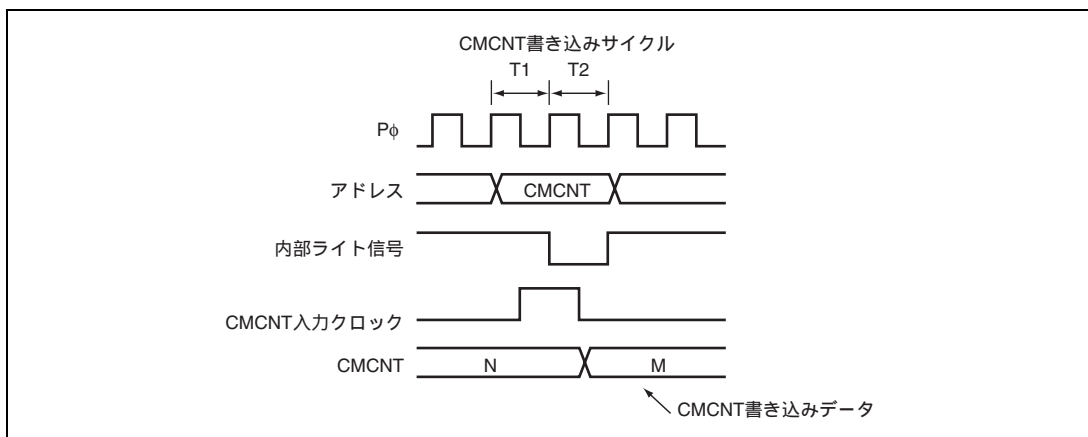 CMCNT書き込みサイクル
T1 T2
Pφ
アドレス CMCNT
内部ライト信号
CMCNT入力クロック
CMCNT N M
CMCNT書き込みデータ